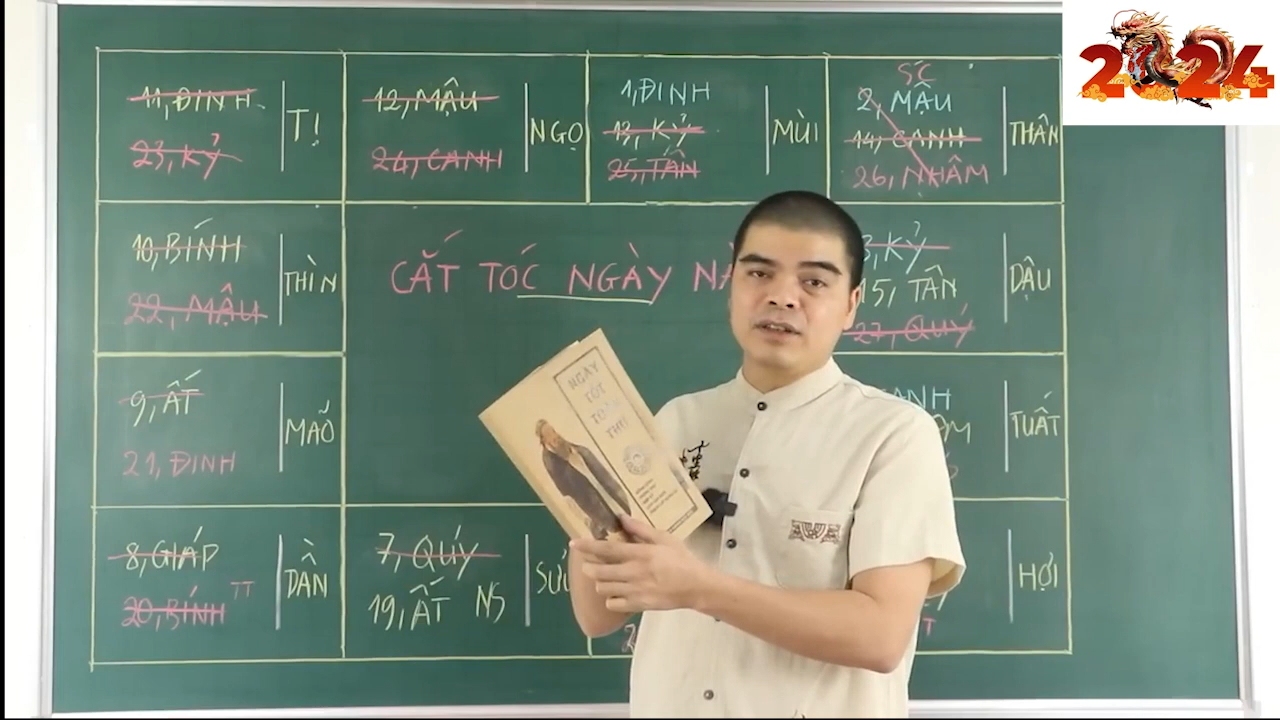 2024
11, ĐINH
23, KỶ
TỊ
12, MẬU
24, CANH
NGỌ
1, ĐINH
13, KỶ
25, TÂN
MÙI
SC
2, MẬU
14, CANH
26, NHÂM
THÂN
10, BÍNH
22, MẬU
THÌN
CẮT TÓC NGÀY
3, KỶ
15, TÂN
27, QUÝ
DẬU
9, ẤT
21, ĐINH
MÃO
TUẤT
8, GIÁP
20, BÍNH TT
DẦN
7, QUÝ
19, ẤT NS
SỬU
HỢI
NGÀY
TỐT
TOÀN
THƯ